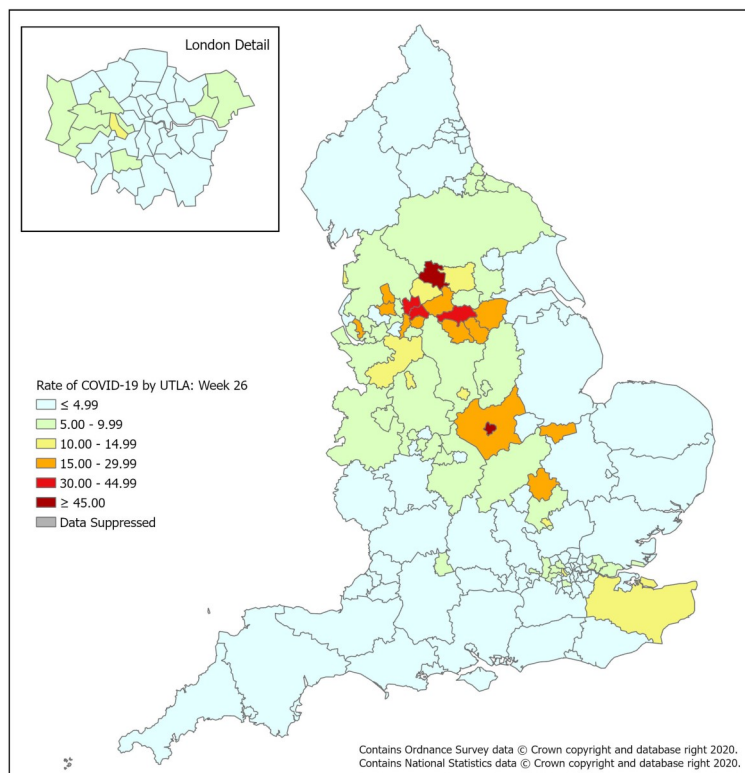 London Detail
Rate of COVID-19 by UTLA: Week 26
≤ 4.99
5.00 - 9.99
10.00 - 14.99
15.00 - 29.99
30.00 - 44.99
≥ 45.00
Data Suppressed
Contains Ordnance Survey data © Crown copyright and database right 2020.
Contains National Statistics data © Crown copyright and database right 2020.